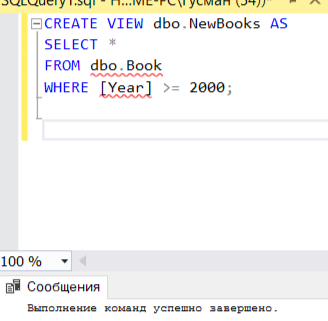 SQLQuery1.sql - H...ME-PC\Гусман (54))*
CREATE VIEW dbo.NewBooks AS
SELECT *
FROM dbo.Book
WHERE [Year] >= 2000;
100 %
Сообщения
Выполнение команд успешно завершено.